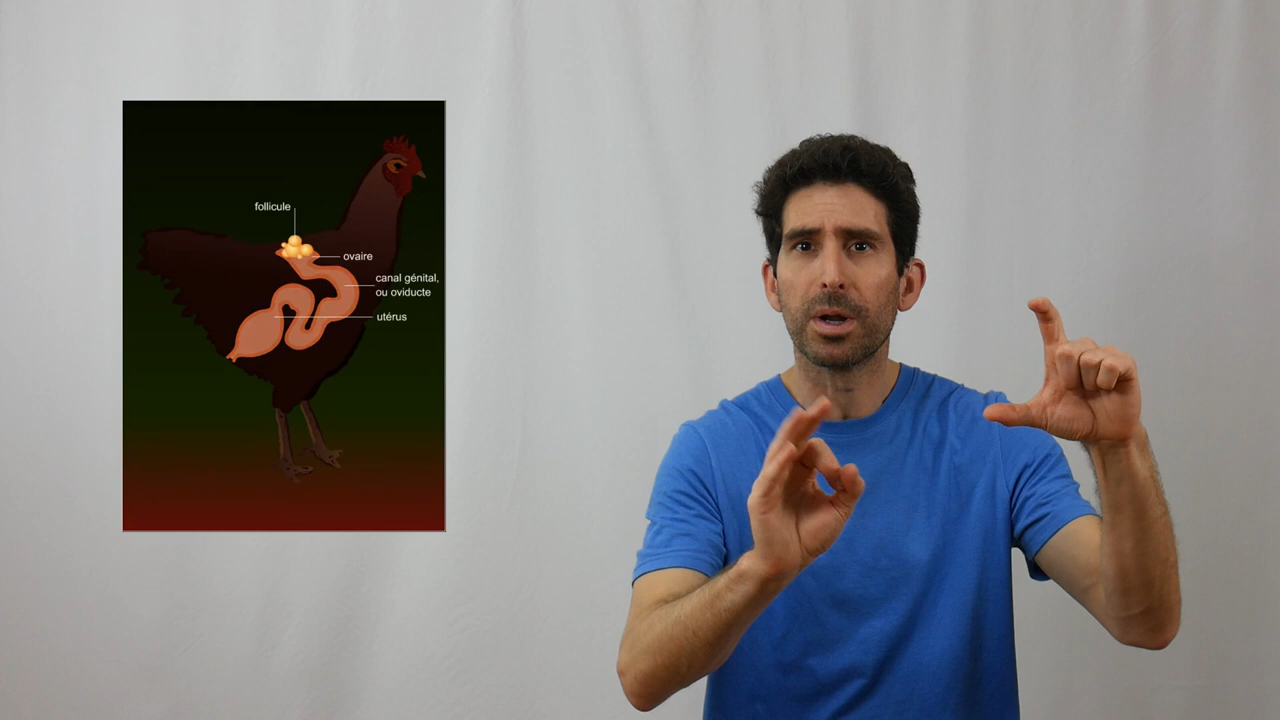 follicule
ovaire
canal génital,
ou oviducte
utérus